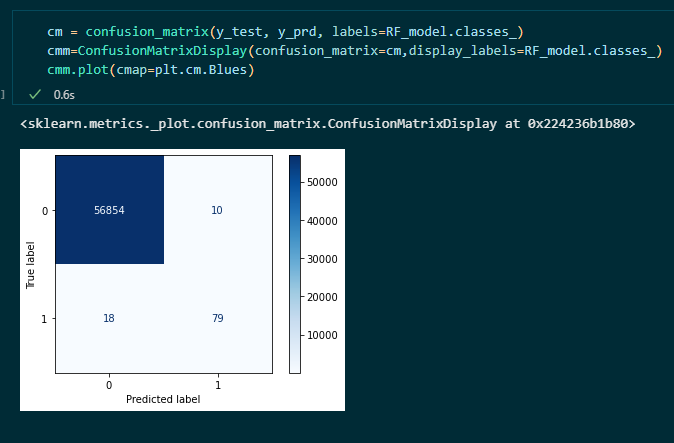 cm = confusion_matrix(y_test, y_prd, labels=RF_model.classes_)
cmm=ConfusionMatrixDisplay(confusion_matrix=cm,display_labels=RF_model.classes_)
cmm.plot(cmap=plt.cm.Blues)
]
✓ 0.6s
<sklearn.metrics._plot.confusion_matrix.ConfusionMatrixDisplay at 0x224236b1b80>
0
56854
10
1
18
79
True label
0
1
Predicted label
50000
40000
30000
20000
10000